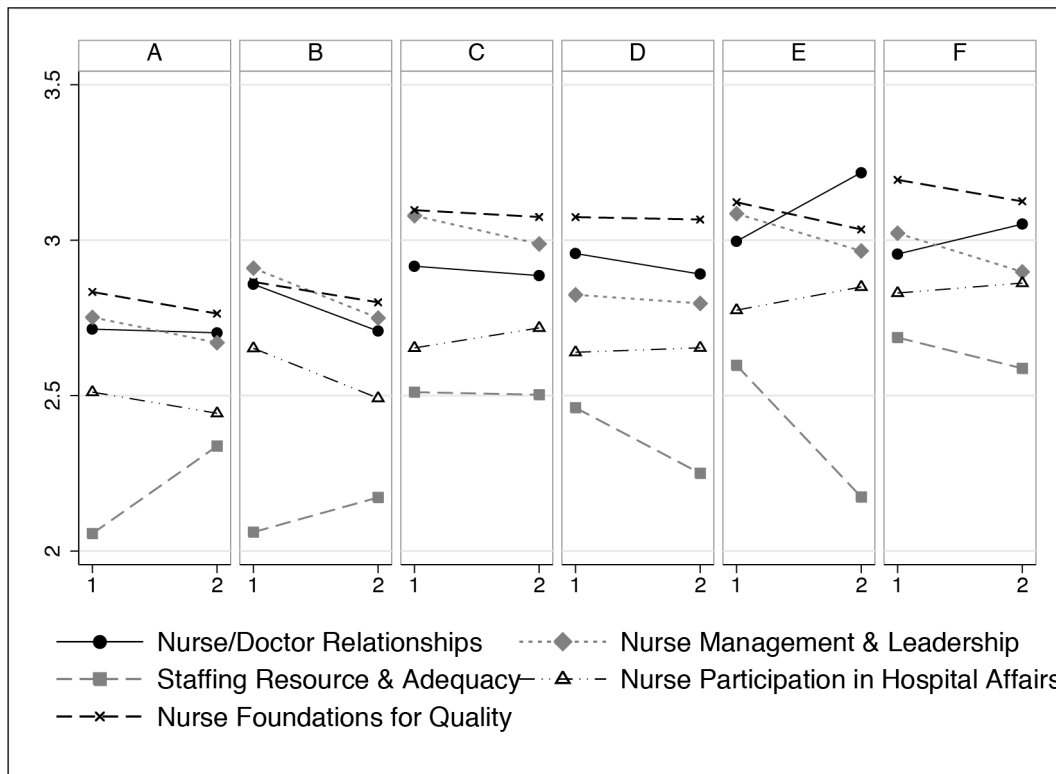 A B C D E F
3.5
3
2.5
2
1 2 1 2 1 2 1 2 1 2 1 2
Nurse/Doctor Relationships Nurse Management & Leadership
Staffing Resource & Adequacy Nurse Participation in Hospital Affairs
Nurse Foundations for Quality